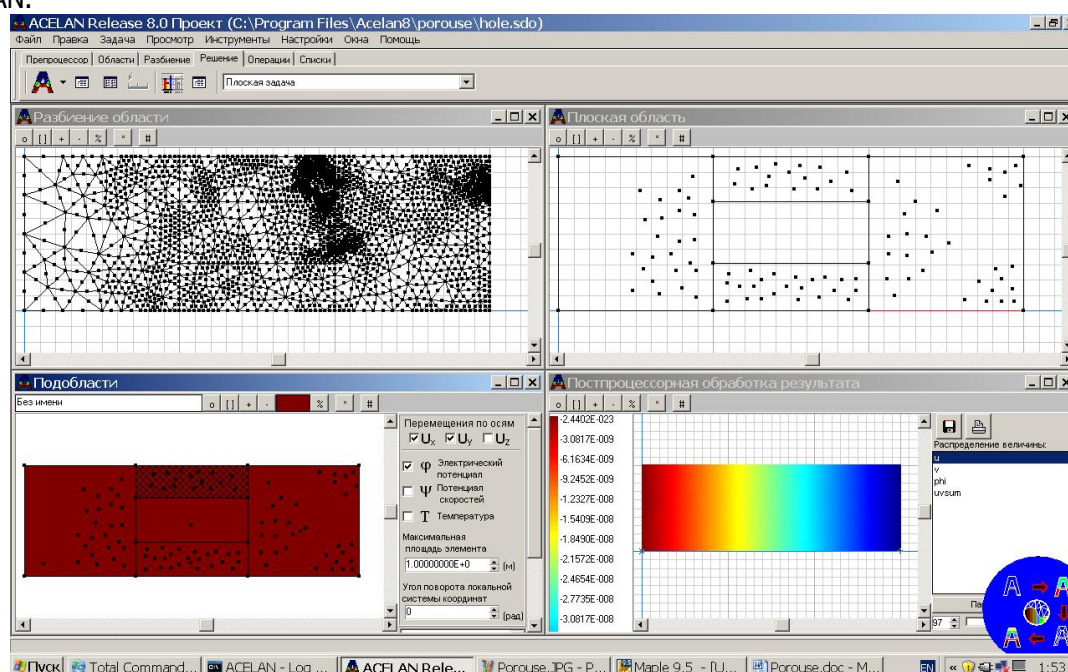 AN.
ACELAN Release 8.0 Проект (C:\Program Files\Acelan8\porouse\hole.sdo)
Файл Правка Задача Просмотр Инструменты Настройки Окна Помощь
Препроцессор Области Разбиение Решение Операции Списки
Плоская задача
Разбиение области
o [] + - % * #
Плоская область
o [] + - % * #
Подобласти
Без имени o [] + - % * #
Перемещения по осям
Ux Uy Uz
φ Электрический
потенциал
Ψ Потенциал
скоростей
T Температура
Максимальная
площадь элемента
1.00000000E+0 (м)
Угол поворота локальной
системы координат
0 (рад)
Постпроцессорная обработка результата
o [] + - % * #
-2.4402E-023
-3.0817E-009
-6.1634E-009
-9.2452E-009
-1.2327E-008
-1.5409E-008
-1.8490E-008
-2.1572E-008
-2.4654E-008
-2.7735E-008
-3.0817E-008
Распределение величины:
u
v
phi
uvsum
Па
97
Пуск Total Command... ACELAN - Log ... ACELAN Rele... Porouse.JPG - P... Maple 9.5 - [U... Porouse.doc - M... EN « 1:53